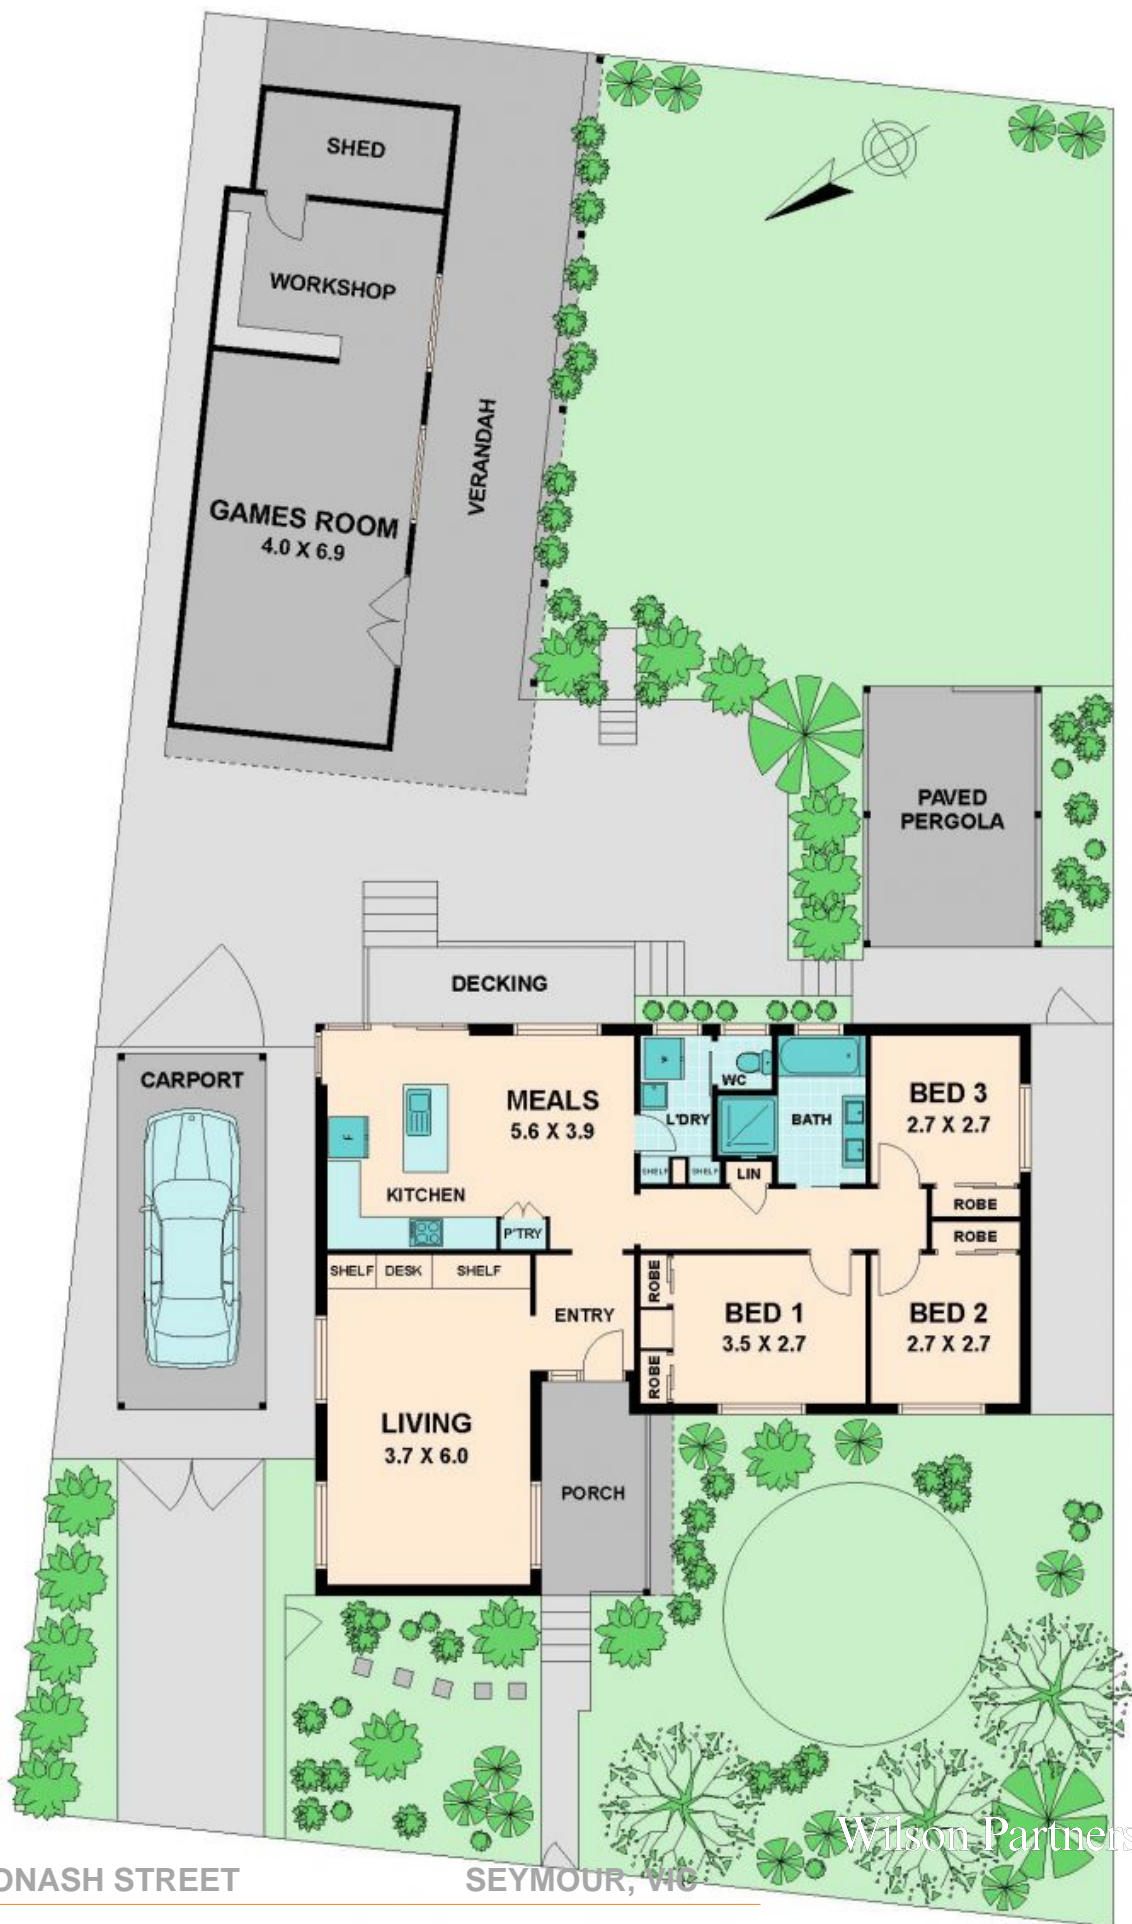 SHED
WORKSHOP
VERANDAH
GAMES ROOM
4.0 X 6.9
PAVED
PERGOLA
DECKING
CARPORT
MEALS
5.6 X 3.9
KITCHEN
F
P'TRY
W
WC
L'DRY
SHELF
SHELF
LIN
BATH
BED 3
2.7 X 2.7
ROBE
ROBE
SHELF
DESK
SHELF
ENTRY
ROBE
ROBE
BED 1
3.5 X 2.7
BED 2
2.7 X 2.7
LIVING
3.7 X 6.0
PORCH
Wilson Partners
ONASH STREET
SEYMOUR, VIC